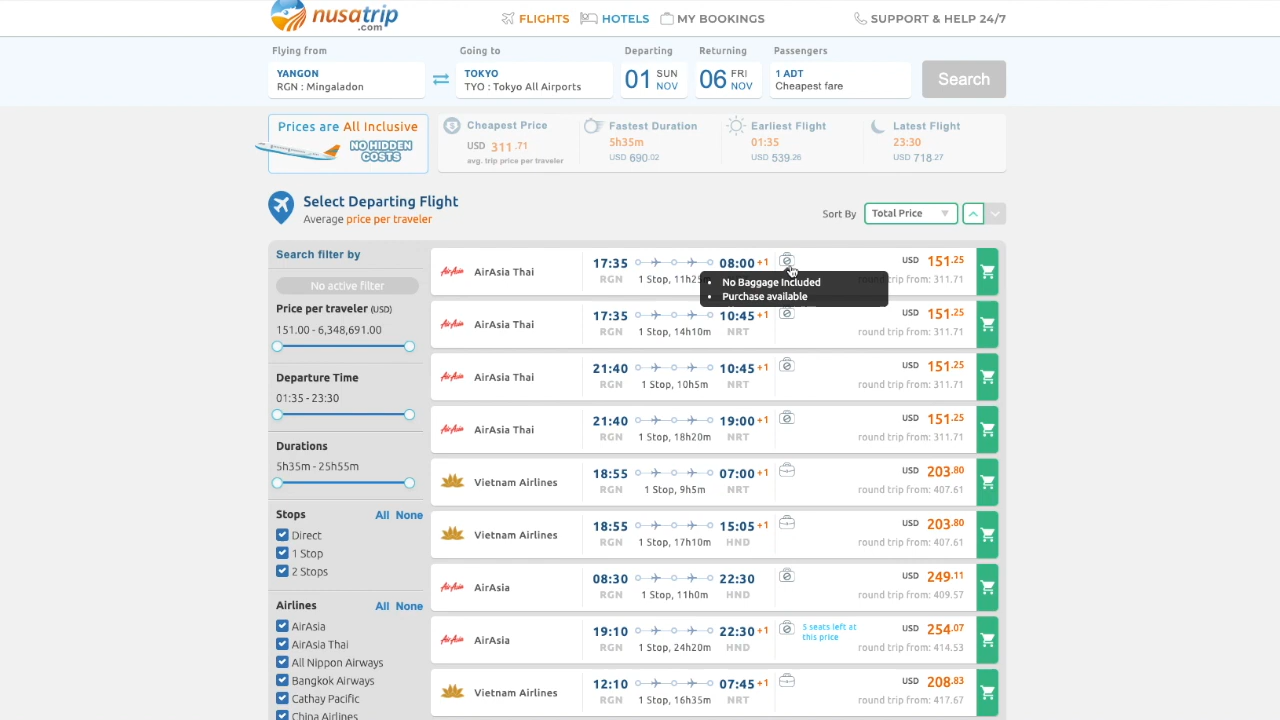 nusatrip
.com
FLIGHTS
HOTELS
MY BOOKINGS
SUPPORT & HELP 24/7
Flying from
Going to
Departing
Returning
Passengers
YANGON
RGN : Mingaladon
TOKYO
TYO : Tokyo All Airports
01 SUN NOV
06 FRI NOV
1 ADT
Cheapest fare
Search
Prices are All Inclusive
NO HIDDEN
COSTS
Cheapest Price
USD 311.71
avg. trip price per traveler
Fastest Duration
5h35m
USD 690.02
Earliest Flight
01:35
USD 539.26
Latest Flight
23:30
USD 718.27
Select Departing Flight
Average price per traveler
Sort By
Total Price
Search filter by
No active filter
Price per traveler (USD)
151.00 - 6,348,691.00
Departure Time
01:35 - 23:30
Durations
5h35m - 25h55m
Stops All None
Direct
1 Stop
2 Stops
Airlines All None
AirAsia
AirAsia Thai
All Nippon Airways
Bangkok Airways
Cathay Pacific
China Airlines
AirAsia AirAsia Thai 17:35 08:00 +1 USD 151.25
RGN 1 Stop, 11h25 round trip from: 311.71
No Baggage Included
Purchase available
AirAsia AirAsia Thai 17:35 10:45 +1 USD 151.25
RGN 1 Stop, 14h10m NRT round trip from: 311.71
AirAsia AirAsia Thai 21:40 10:45 +1 USD 151.25
RGN 1 Stop, 10h5m NRT round trip from: 311.71
AirAsia AirAsia Thai 21:40 19:00 +1 USD 151.25
RGN 1 Stop, 18h20m NRT round trip from: 311.71
Vietnam Airlines 18:55 07:00 +1 USD 203.80
RGN 1 Stop, 9h5m NRT round trip from: 407.61
Vietnam Airlines 18:55 15:05 +1 USD 203.80
RGN 1 Stop, 17h10m HND round trip from: 407.61
AirAsia AirAsia 08:30 22:30 USD 249.11
RGN 1 Stop, 11h0m HND round trip from: 409.57
AirAsia AirAsia 19:10 22:30 +1 5 seats left at this price USD 254.07
RGN 1 Stop, 24h20m HND round trip from: 414.53
Vietnam Airlines 12:10 07:45 +1 USD 208.83
RGN 1 Stop, 16h35m NRT round trip from: 417.67